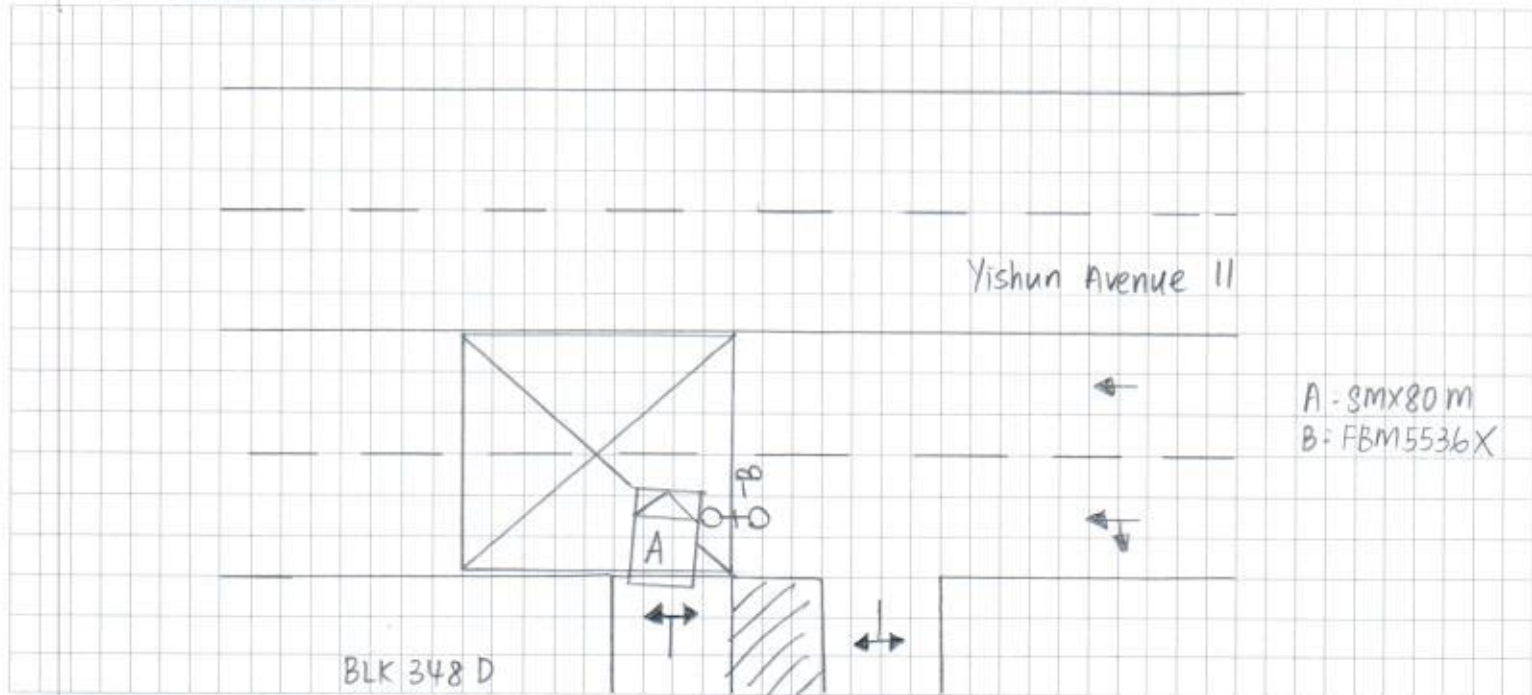 Yishun Avenue 11
A: SMX80M
B: FBM5536X
B
A
BLK 348 D